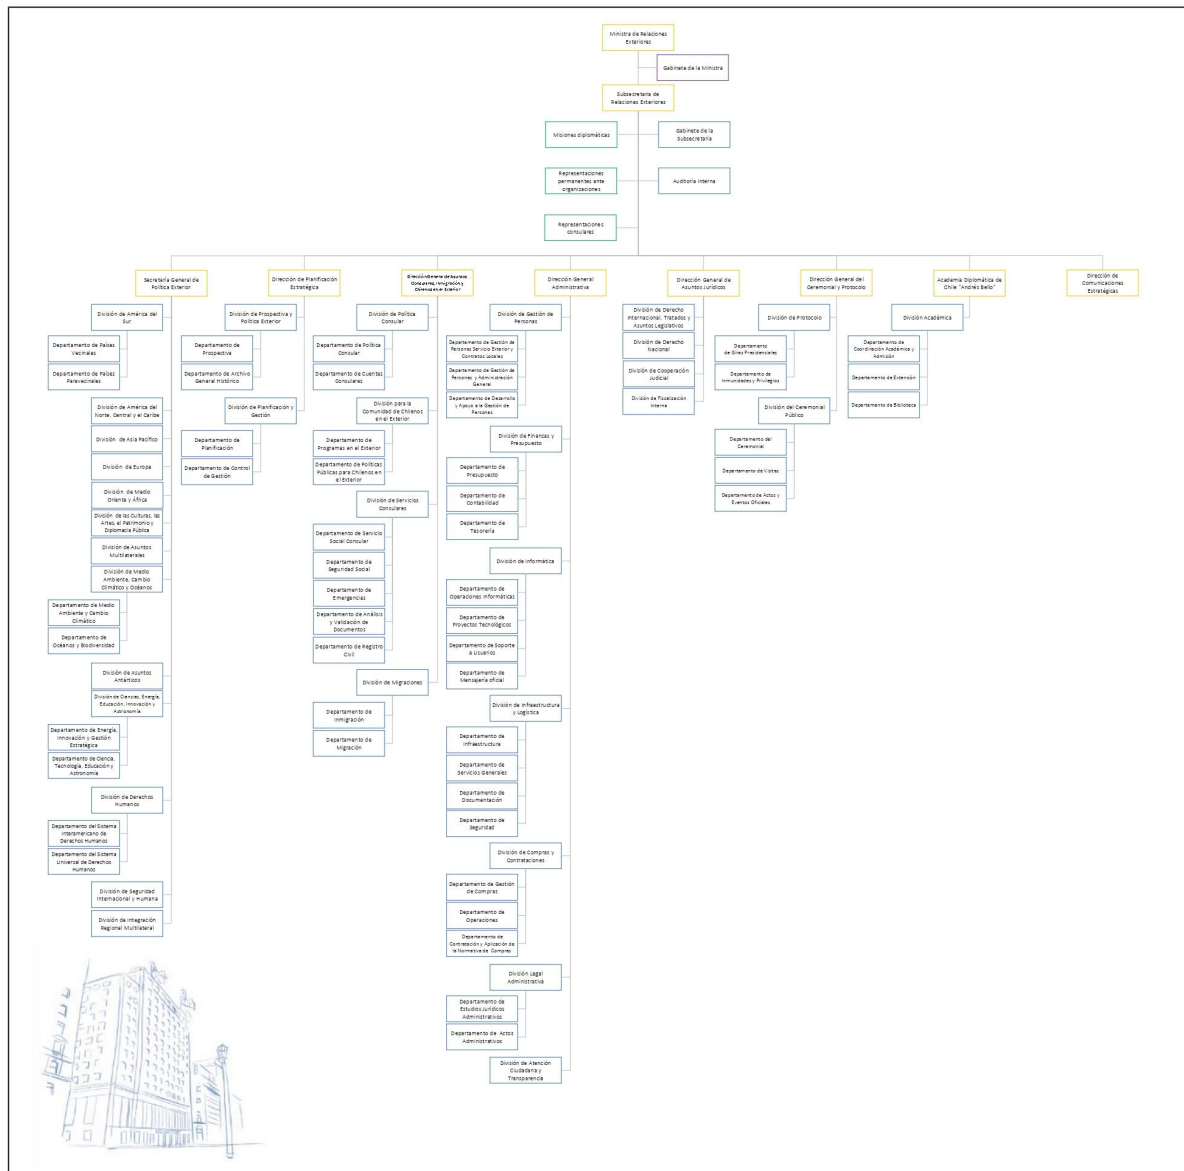 Ministra de Relaciones
Exteriores
Gabinete de la Ministra
Subsecretaria de
Relaciones Exteriores
Misiones diplomáticas
Gabinete de la
Subsecretaria
Representaciones
permanentes ante
organizaciones
Auditoría Interna
Representaciones
consulares
Secretaría General de
Política Exterior
División de América del
Sur
Departamento de Países
Vecinales
Departamento de Países
Paravecinales
División de América del
Norte, Central y el Caribe
División de Asia Pacífico
División de Europa
División de Medio
Oriente y África
División de las Culturas, las
Artes, el Patrimonio y
Diplomacia Pública
División de Asuntos
Multilaterales
División de Medio
Ambiente, Cambio
Climático y Océanos
Departamento de Medio
Ambiente y Cambio
Climático
Departamento de
Océanos y Biodiversidad
División de Asuntos
Antárticos
División de Ciencias, Energía,
Educación, Innovación y
Astronomía
Departamento de Energía,
Innovación y Gestión
Estratégica
Departamento de Ciencia,
Tecnología, Educación y
Astronomía
División de Derechos
Humanos
Departamento del Sistema
Interamericano de
Derechos Humanos
Departamento del Sistema
Universal de Derechos
Humanos
División de Seguridad
Internacional y Humana
División de Integración
Regional Multilateral
Dirección de Planificación
Estratégica
División de Prospectiva y
Política Exterior
Departamento de
Prospectiva
Departamento de Archivo
General Histórico
División de Planificación y
Gestión
Departamento de
Planificación
Departamento de Control
de Gestión
Dirección General de Asuntos
Consulares, Inmigración y
Chilenos en el Exterior
División de Política
Consular
Departamento de Política
Consular
Departamento de Cuentas
Consulares
División para la
Comunidad de Chilenos
en el Exterior
Departamento de
Programas en el Exterior
Departamento de Políticas
Públicas para Chilenos en
el Exterior
División de Servicios
Consulares
Departamento de Servicio
Social Consular
Departamento de
Seguridad Social
Departamento de
Emergencias
Departamento de Análisis
y Validación de
Documentos
Departamento de Registro
Civil
División de Migraciones
Departamento de
Inmigración
Departamento de
Migración
Dirección General
Administrativa
División de Gestión de
Personas
Departamento de Gestión de
Personas Servicio Exterior y
Contratos Locales
Departamento de Gestión de
Personas y Administración
General
Departamento de Desarrollo
y Apoyo a la Gestión de
Personas
División de Finanzas y
Presupuesto
Departamento de
Presupuesto
Departamento de
Contabilidad
Departamento de
Tesorería
División de Informática
Departamento de
Operaciones Informáticas
Departamento de
Proyectos Tecnológicos
Departamento de Soporte
a Usuarios
Departamento de
Mensajería oficial
División de Infraestructura
y Logística
Departamento de
Infraestructura
Departamento de
Servicios Generales
Departamento de
Documentación
Departamento de
Seguridad
División de Compras y
Contrataciones
Departamento de Gestión
de Compras
Departamento de
Operaciones
Departamento de
Contratación y Aplicación de
la Normativa de Compras
División Legal
Administrativa
Departamento de
Estudios Jurídicos
Administrativos
Departamento de Actos
Administrativos
División de Atención
Ciudadana y
Transparencia
Dirección General de
Asuntos Jurídicos
División de Derecho
Internacional, Tratados y
Asuntos Legislativos
División de Derecho
Nacional
División de Cooperación
Judicial
División de Fiscalización
Interna
Dirección General del
Ceremonial y Protocolo
División de Protocolo
Departamento
de Giras Presidenciales
Departamento de
Inmunidades y Privilegios
División del Ceremonial
Público
Departamento del
Ceremonial
Departamento de Visitas
Departamento de Actos y
Eventos Oficiales
Academia Diplomática de
Chile "Andrés Bello"
División Académica
Departamento de
Coordinación Académica y
Admisión
Departamento de Extensión
Departamento de Biblioteca
Dirección de
Comunicaciones
Estratégicas